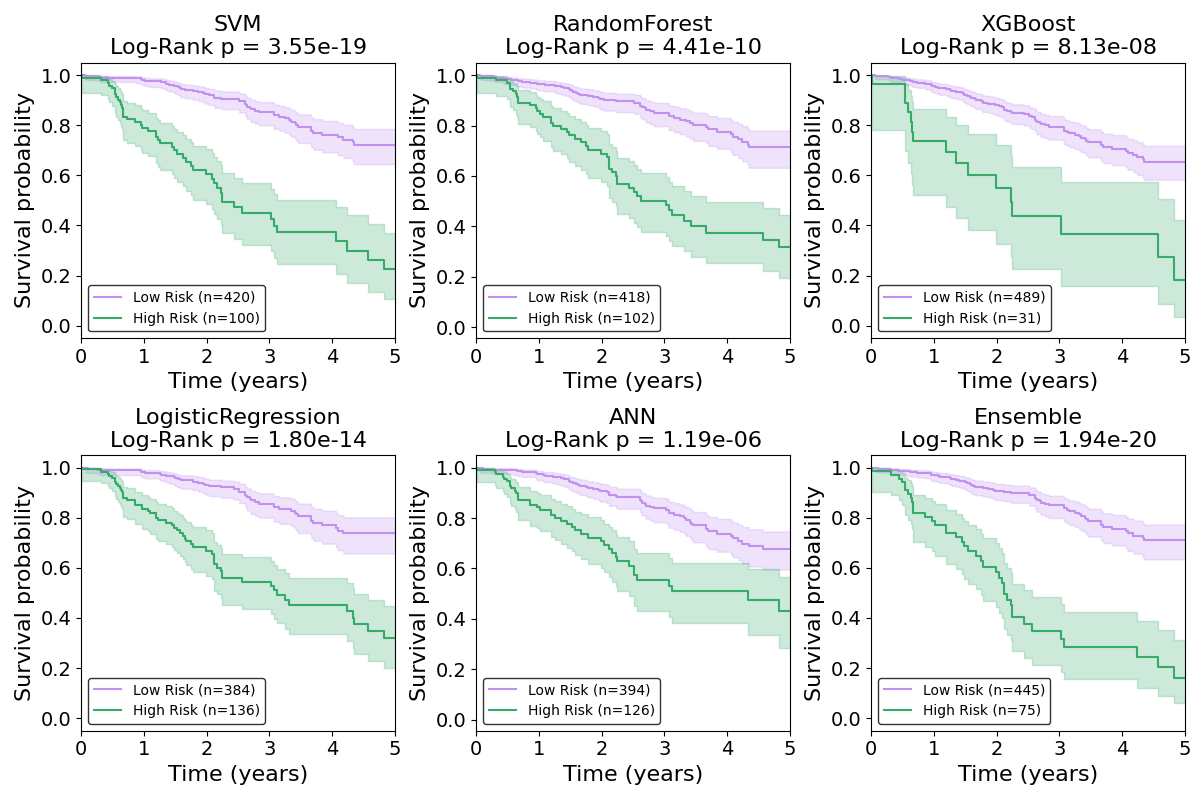 SVM
Log-Rank p = 3.55e-19
Survival probability
1.0
0.8
0.6
0.4
0.2
0.0
Low Risk (n=420)
High Risk (n=100)
0 1 2 3 4 5
Time (years)
RandomForest
Log-Rank p = 4.41e-10
Survival probability
1.0
0.8
0.6
0.4
0.2
0.0
Low Risk (n=418)
High Risk (n=102)
0 1 2 3 4 5
Time (years)
XGBoost
Log-Rank p = 8.13e-08
Survival probability
1.0
0.8
0.6
0.4
0.2
0.0
Low Risk (n=489)
High Risk (n=31)
0 1 2 3 4 5
Time (years)
LogisticRegression
Log-Rank p = 1.80e-14
Survival probability
1.0
0.8
0.6
0.4
0.2
0.0
Low Risk (n=384)
High Risk (n=136)
0 1 2 3 4 5
Time (years)
ANN
Log-Rank p = 1.19e-06
Survival probability
1.0
0.8
0.6
0.4
0.2
0.0
Low Risk (n=394)
High Risk (n=126)
0 1 2 3 4 5
Time (years)
Ensemble
Log-Rank p = 1.94e-20
Survival probability
1.0
0.8
0.6
0.4
0.2
0.0
Low Risk (n=445)
High Risk (n=75)
0 1 2 3 4 5
Time (years)